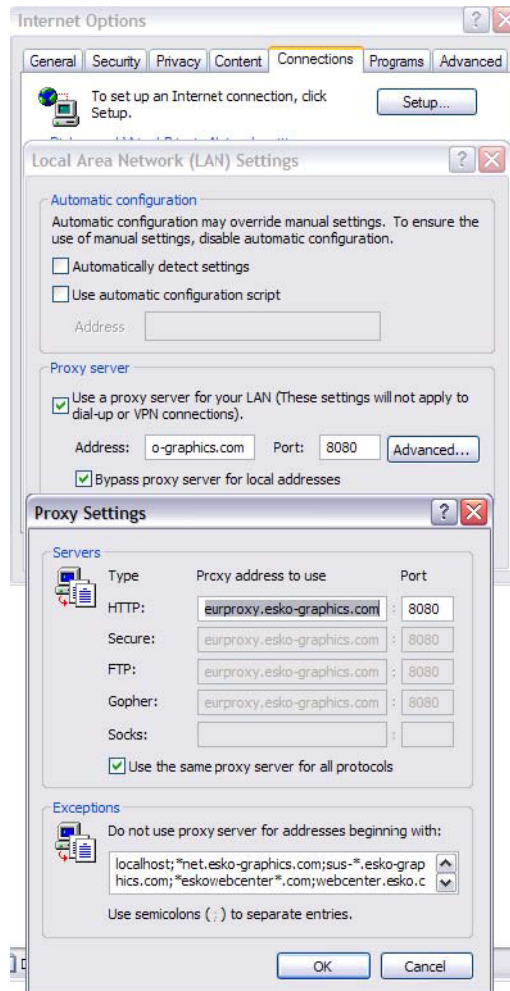 Internet Options
General Security Privacy Content Connections Programs Advanced
To set up an Internet connection, click
Setup.
Setup...
Local Area Network (LAN) Settings
Automatic configuration
Automatic configuration may override manual settings. To ensure the
use of manual settings, disable automatic configuration.
Automatically detect settings
Use automatic configuration script
Address
Proxy server
Use a proxy server for your LAN (These settings will not apply to
dial-up or VPN connections).
Address: o-graphics.com Port: 8080 Advanced...
Bypass proxy server for local addresses
Proxy Settings
Servers
Type Proxy address to use Port
HTTP: eurproxy.esko-graphics.com : 8080
Secure: eurproxy.esko-graphics.com : 8080
FTP: eurproxy.esko-graphics.com : 8080
Gopher: eurproxy.esko-graphics.com : 8080
Socks: :
Use the same proxy server for all protocols
Exceptions
Do not use proxy server for addresses beginning with:
localhost;*net.esko-graphics.com;sus-*.esko-grap
hics.com;*eskowebcenter*.com;webcenter.esko.c
Use semicolons ( ; ) to separate entries.
OK Cancel